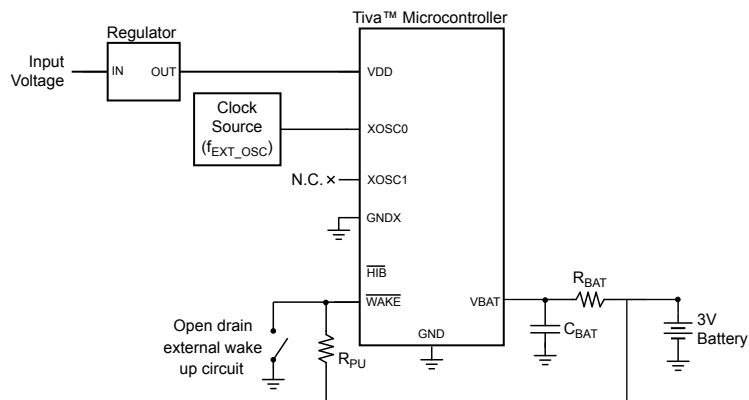 Tiva™ Microcontroller
Regulator
Input
Voltage
IN
OUT
VDD
Clock
Source
(fEXT_OSC)
XOSC0
N.C.
XOSC1
GNDX
HIB
WAKE
VBAT
RBAT
Open drain
external wake
up circuit
RPU
GND
CBAT
3V
Battery